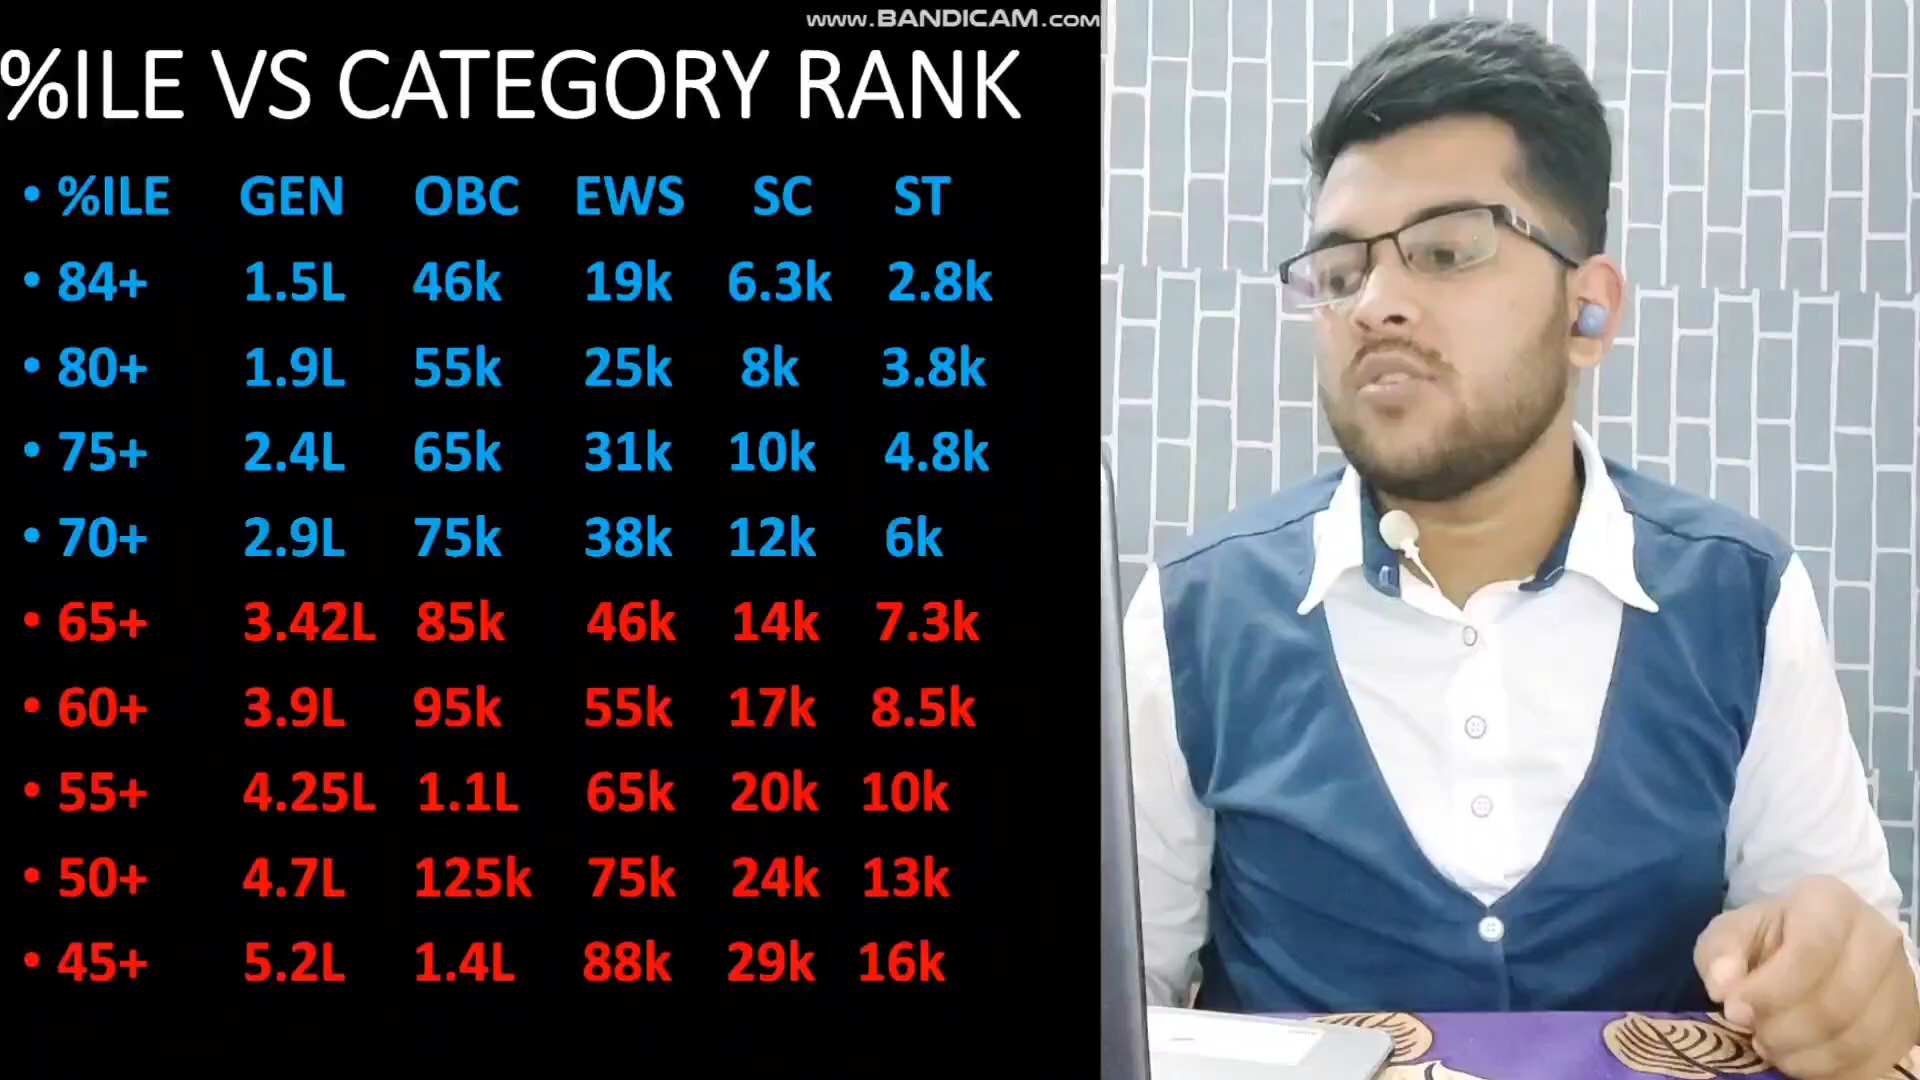 www.BANDICAM.com
%ILE VS CATEGORY RANK
• %ILE GEN OBC EWS SC ST
• 84+ 1.5L 46k 19k 6.3k 2.8k
• 80+ 1.9L 55k 25k 8k 3.8k
• 75+ 2.4L 65k 31k 10k 4.8k
• 70+ 2.9L 75k 38k 12k 6k
• 65+ 3.42L 85k 46k 14k 7.3k
• 60+ 3.9L 95k 55k 17k 8.5k
• 55+ 4.25L 1.1L 65k 20k 10k
• 50+ 4.7L 125k 75k 24k 13k
• 45+ 5.2L 1.4L 88k 29k 16k